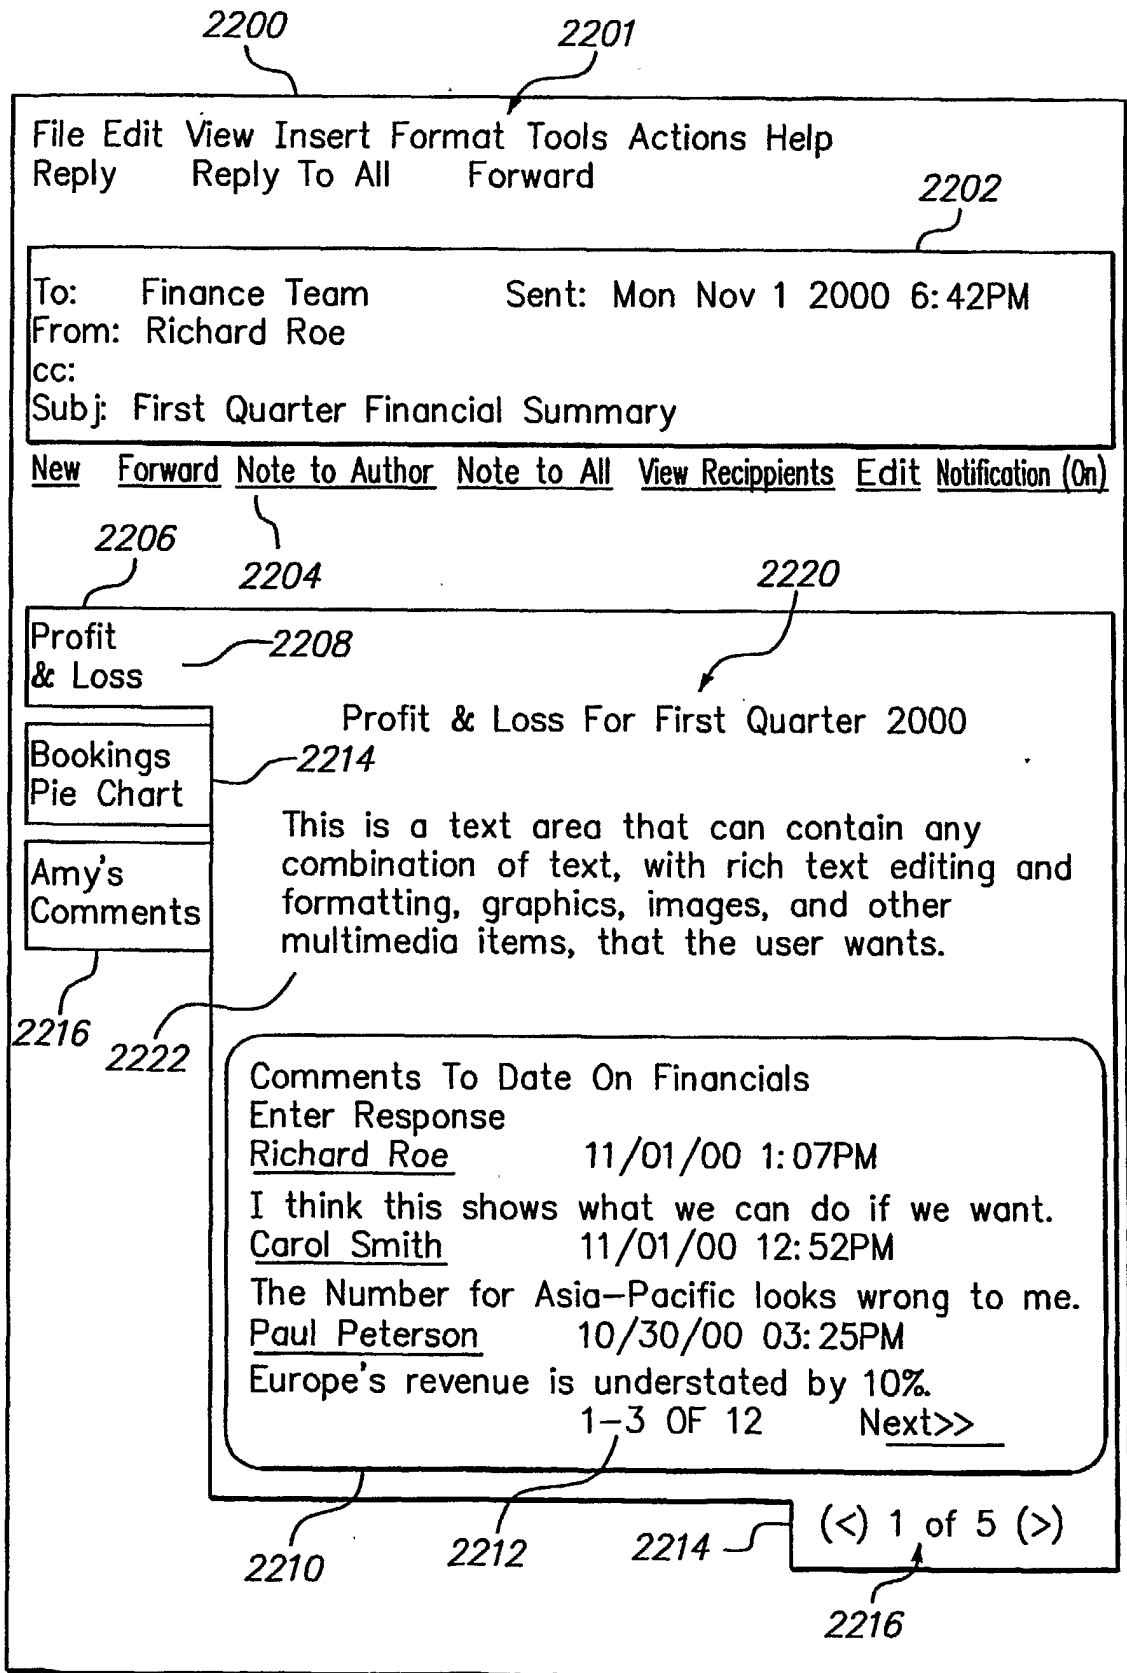 2200 2201
File Edit View Insert Format Tools Actions Help
Reply Reply To All Forward
2202
To: Finance Team Sent: Mon Nov 1 2000 6:42PM
From: Richard Roe
cc:
Subj: First Quarter Financial Summary
New Forward Note to Author Note to All View Recippients Edit Notification (On)
2206
2204
2220
Profit
& Loss
2208
Profit & Loss For First Quarter 2000
Bookings
Pie Chart
2214
This is a text area that can contain any
combination of text, with rich text editing and
formatting, graphics, images, and other
multimedia items, that the user wants.
Amy's
Comments
2216
2222
Comments To Date On Financials
Enter Response
Richard Roe 11/01/00 1:07PM
I think this shows what we can do if we want.
Carol Smith 11/01/00 12:52PM
The Number for Asia-Pacific looks wrong to me.
Paul Peterson 10/30/00 03:25PM
Europe's revenue is understated by 10%.
1-3 OF 12 Next>>
(<) 1 of 5 (>)
2210
2212
2214
2216